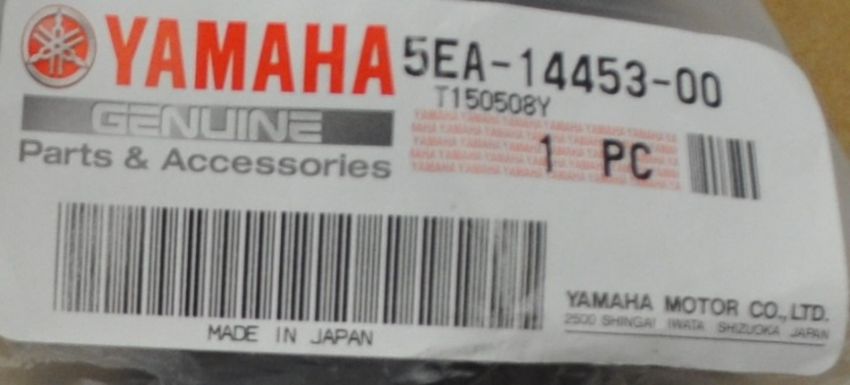 YAMAHA 5EA-14453-00
T150508Y
GENUINE
Parts & Accessories
1 PC
MADE IN JAPAN
YAMAHA MOTOR CO., LTD.
2500 SHINGAI IWATA SHIZUOKA JAPAN